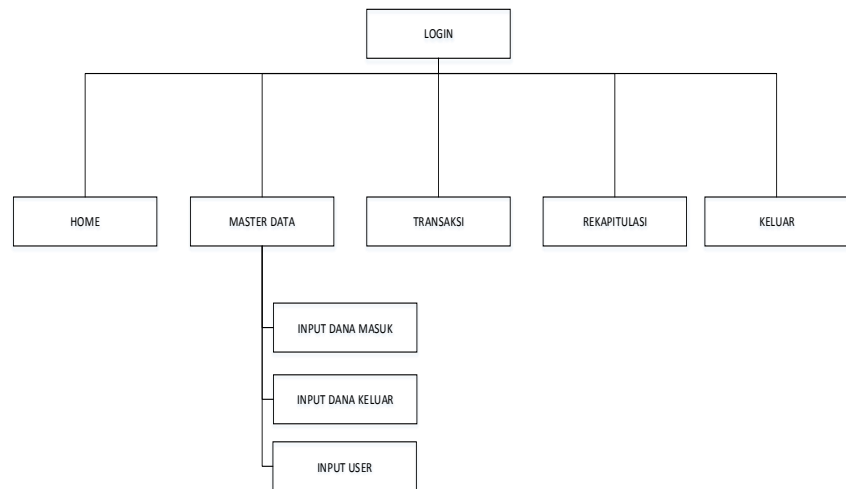 LOGIN
HOME
MASTER DATA
TRANSAKSI
REKAPITULASI
KELUAR
INPUT DANA MASUK
INPUT DANA KELUAR
INPUT USER